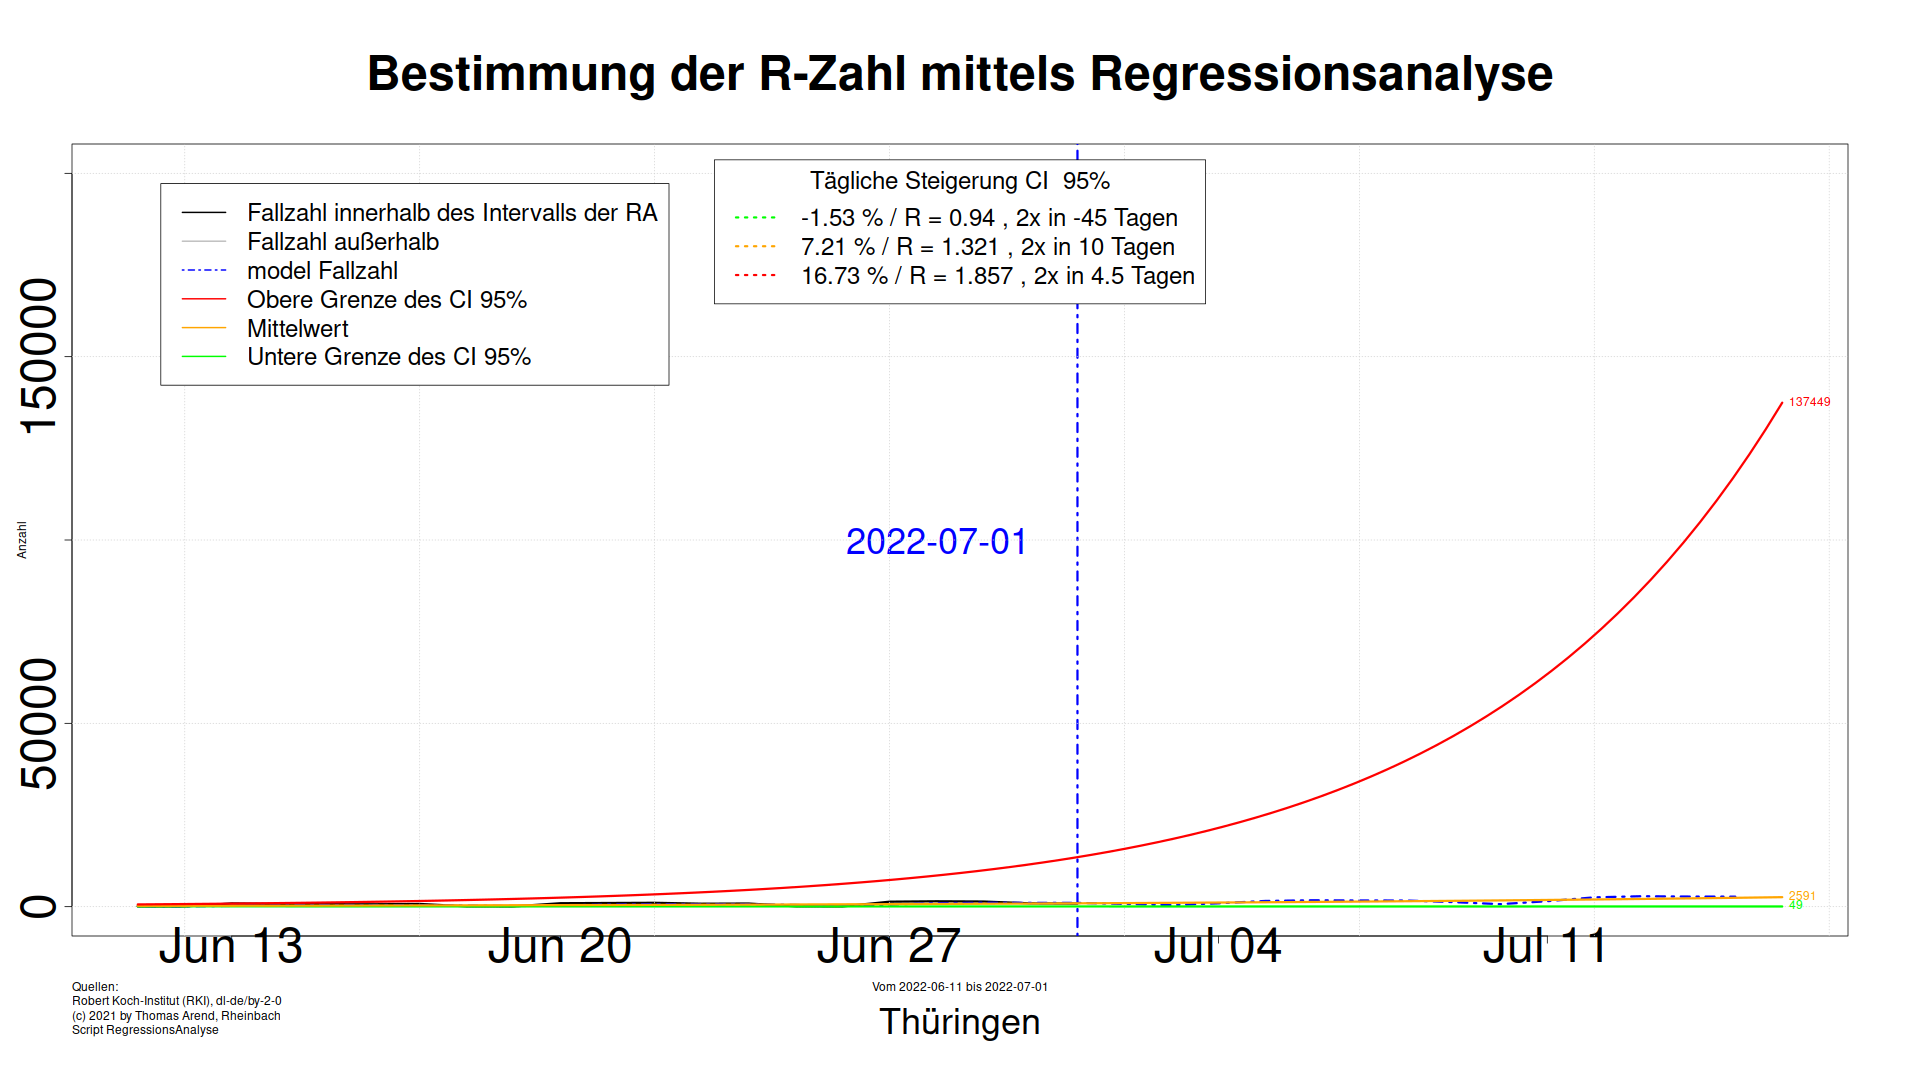 Bestimmung der R-Zahl mittels Regressionsanalyse
Fallzahl innerhalb des Intervalls der RA
Fallzahl außerhalb
model Fallzahl
Obere Grenze des CI 95%
Mittelwert
Untere Grenze des CI 95%
Tägliche Steigerung CI  95%
-1.53 % / R = 0.94 , 2x in -45 Tagen
7.21 % / R = 1.321 , 2x in 10 Tagen
16.73 % / R = 1.857 , 2x in 4.5 Tagen
150000
50000
0
Anzahl
2022-07-01
137449
2591
49
Jun 13
Jun 20
Jun 27
Jul 04
Jul 11
Quellen:
Robert Koch-Institut (RKI), dl-de/by-2-0
(c) 2021 by Thomas Arend, Rheinbach
Script RegressionsAnalyse
Vom 2022-06-11 bis 2022-07-01
Thüringen